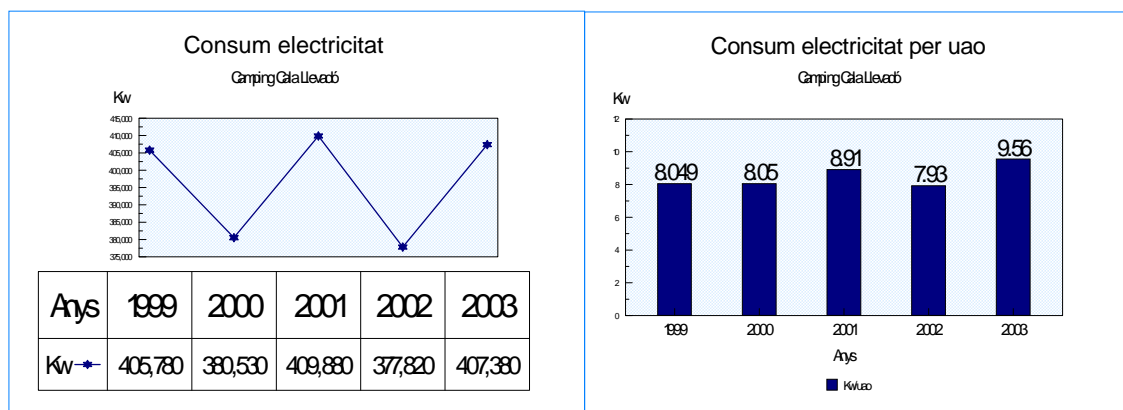 Consum electricitat
Camping Cala Llevadó
Kw
415,000
410,000
405,000
400,000
395,000
390,000
385,000
380,000
375,000
Anys 1999 2000 2001 2002 2003
Kw 405,780 380,530 409,880 377,820 407,380
Consum electricitat per uao
Camping Cala Llevadó
Kw
12
10
8
6
4
2
0
8.049 8.05 8.91 7.93 9.56
1999 2000 2001 2002 2003
Anys
Kw/uao